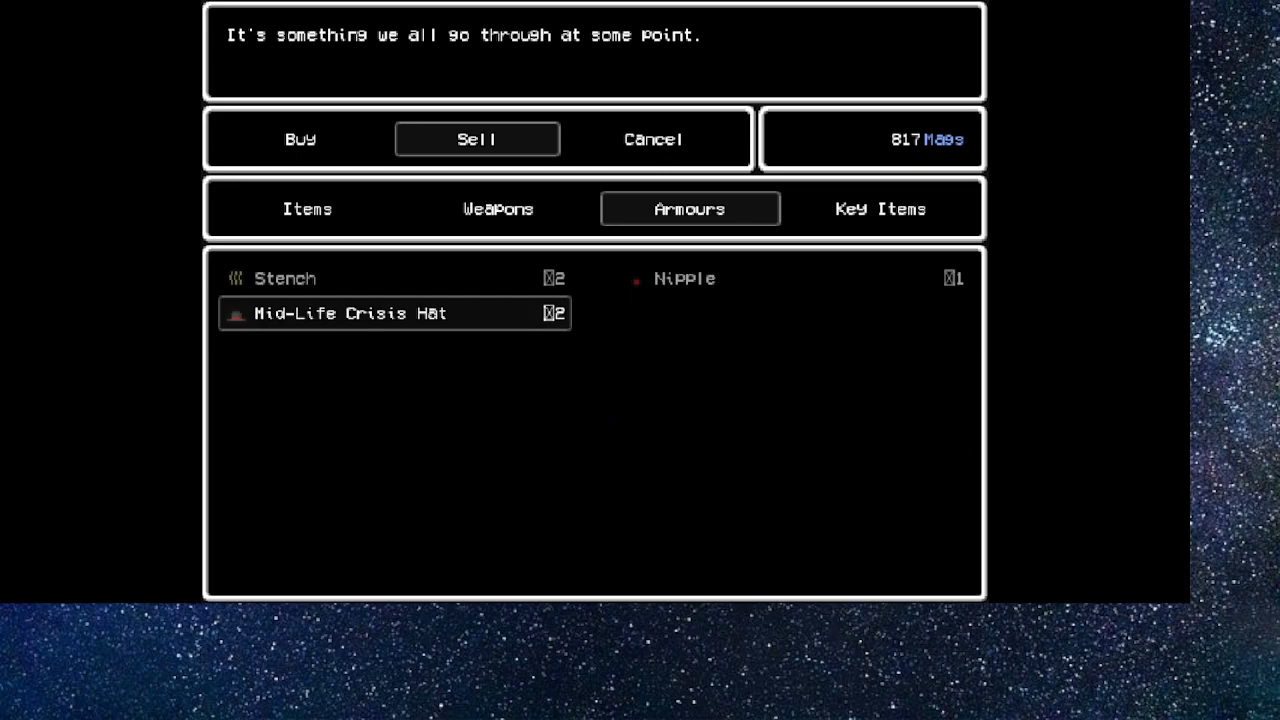 It's something we all go through at some point.
Buy Sell Cancel 817 Mags
Items Weapons Armours Key Items
Stench 2 Nipple 1
Mid-Life Crisis Hat 2